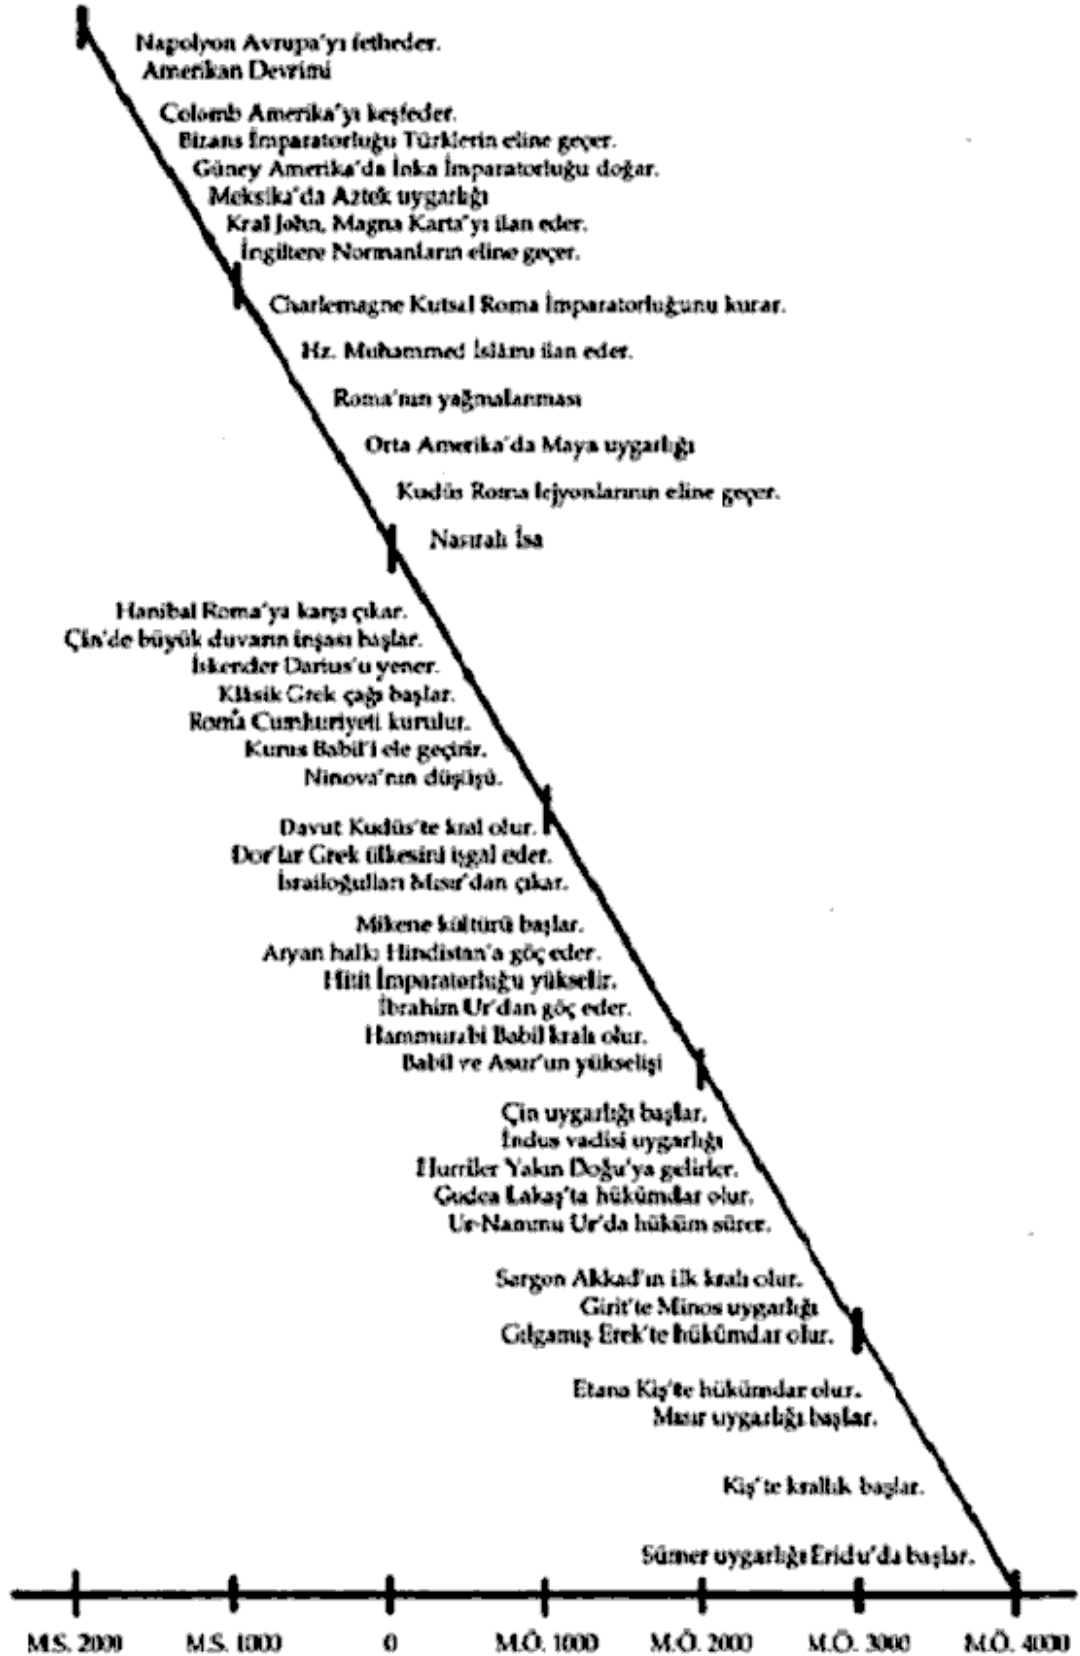 Napolyon Avrupa'yı fetheder.
Amerikan Devrimi
Colomb Amerika'yı keşfeder.
Bizans İmparatorluğu Türklerin eline geçer.
Güney Amerika'da İnka İmparatorluğu doğar.
Meksika'da Aztek uygarlığı
Kral John, Magna Karta'yı ilan eder.
İngiltere Normanların eline geçer.
Charlemagne Kutsal Roma İmparatorluğunu kurar.
Hz. Muhammed İslâmı ilan eder.
Roma'nın yağmalanması
Orta Amerika'da Maya uygarlığı
Kudüs Roma lejyonlarının eline geçer.
Nasıralı İsa
Hanibal Roma'ya karşı çıkar.
Çin'de büyük duvarın inşası başlar.
İskender Darius'u yener.
Klâsik Grek çağı başlar.
Roma Cumhuriyeti kurulur.
Kurus Babil'i ele geçirir.
Ninova'nın düşüşü.
Davut Kudüs'te kral olur.
Dor'lar Grek ülkesini işgal eder.
İsrailoğulları Mısır'dan çıkar.
Mikene kültürü başlar.
Aryan halkı Hindistan'a göç eder.
Hitit İmparatorluğu yükselir.
İbrahim Ur'dan göç eder.
Hammurabi Babil kralı olur.
Babil ve Asur'un yükselişi
Çin uygarlığı başlar.
İndus vadisi uygarlığı
Hurriler Yakın Doğu'ya gelirler.
Gudea Lakaş'ta hükümdar olur.
Ur-Nammu Ur'da hüküm sürer.
Sargon Akkad'ın ilk kralı olur.
Girit'te Minos uygarlığı
Gılgamış Erek'te hükümdar olur.
Etana Kiş'te hükümdar olur.
Mısır uygarlığı başlar.
Kiş'te krallık başlar.
Sümer uygarlığı Eridu'da başlar.
M.S. 2000 M.S. 1000 0 M.Ö. 1000 M.Ö. 2000 M.Ö. 3000 M.Ö. 4000